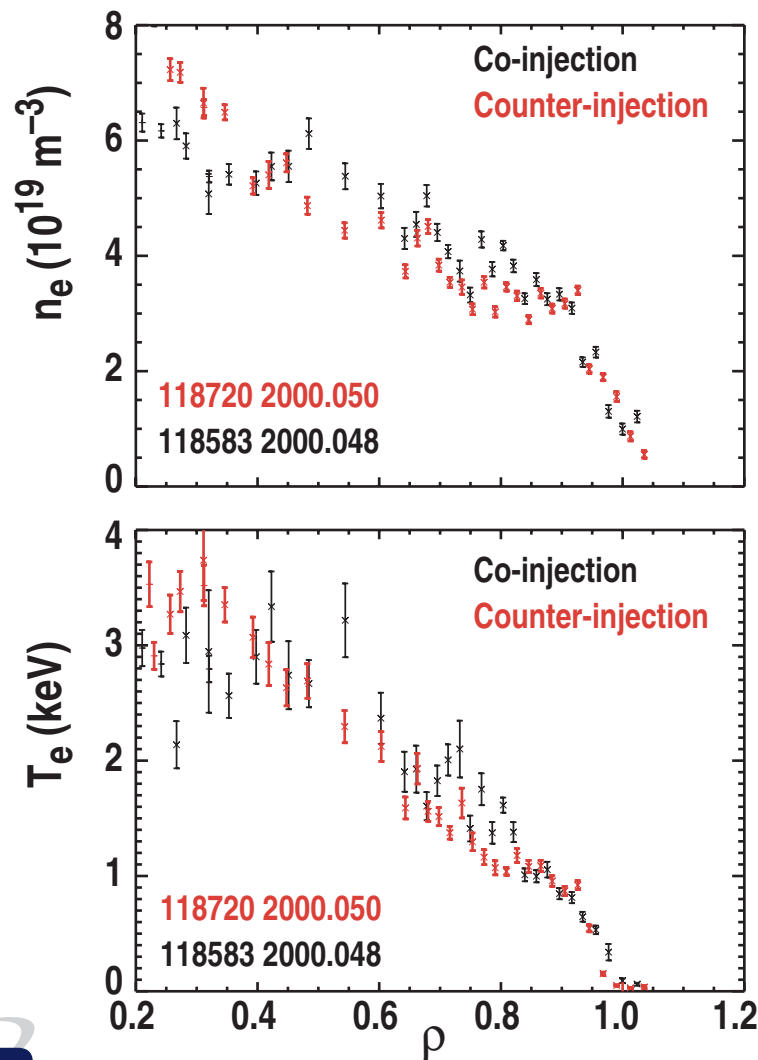 8
6
4
2
0
n_e (10^19 m^−3)
Co-injection
Counter-injection
118720 2000.050
118583 2000.048
4
3
2
1
0
T_e (keV)
Co-injection
Counter-injection
118720 2000.050
118583 2000.048
0.2 0.4 0.6 0.8 1.0 1.2
ρ